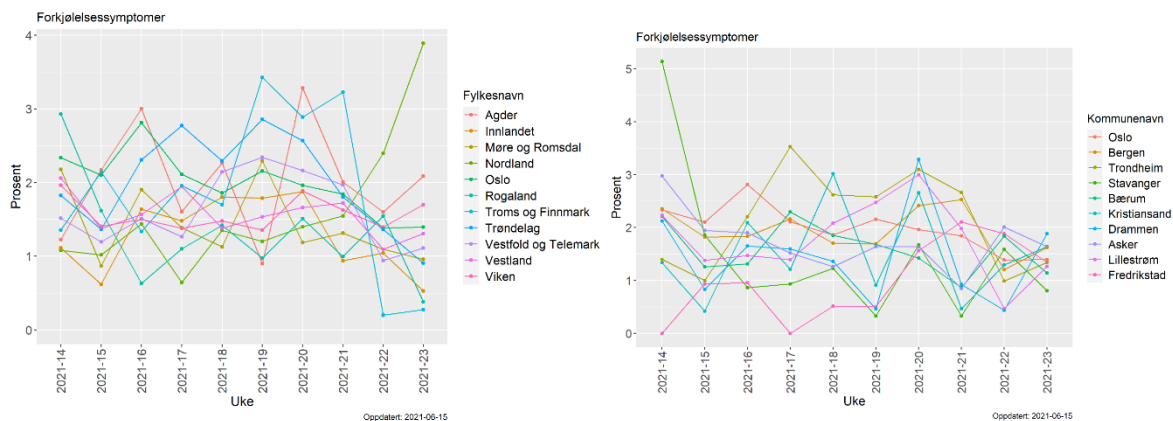 Forkjølelsessymptomer
4
3
2
1
0
Prosent
2021-14
2021-15
2021-16
2021-17
2021-18
2021-19
2021-20
2021-21
2021-22
2021-23
Uke
Oppdatert: 2021-06-15
Fylkesnavn
Agder
Innlandet
Møre og Romsdal
Nordland
Oslo
Rogaland
Troms og Finnmark
Trøndelag
Vestfold og Telemark
Vestland
Viken
Forkjølelsessymptomer
5
4
3
2
1
0
Prosent
2021-14
2021-15
2021-16
2021-17
2021-18
2021-19
2021-20
2021-21
2021-22
2021-23
Uke
Oppdatert: 2021-06-15
Kommunenavn
Oslo
Bergen
Trondheim
Stavanger
Bærum
Kristiansand
Drammen
Asker
Lillestrøm
Fredrikstad